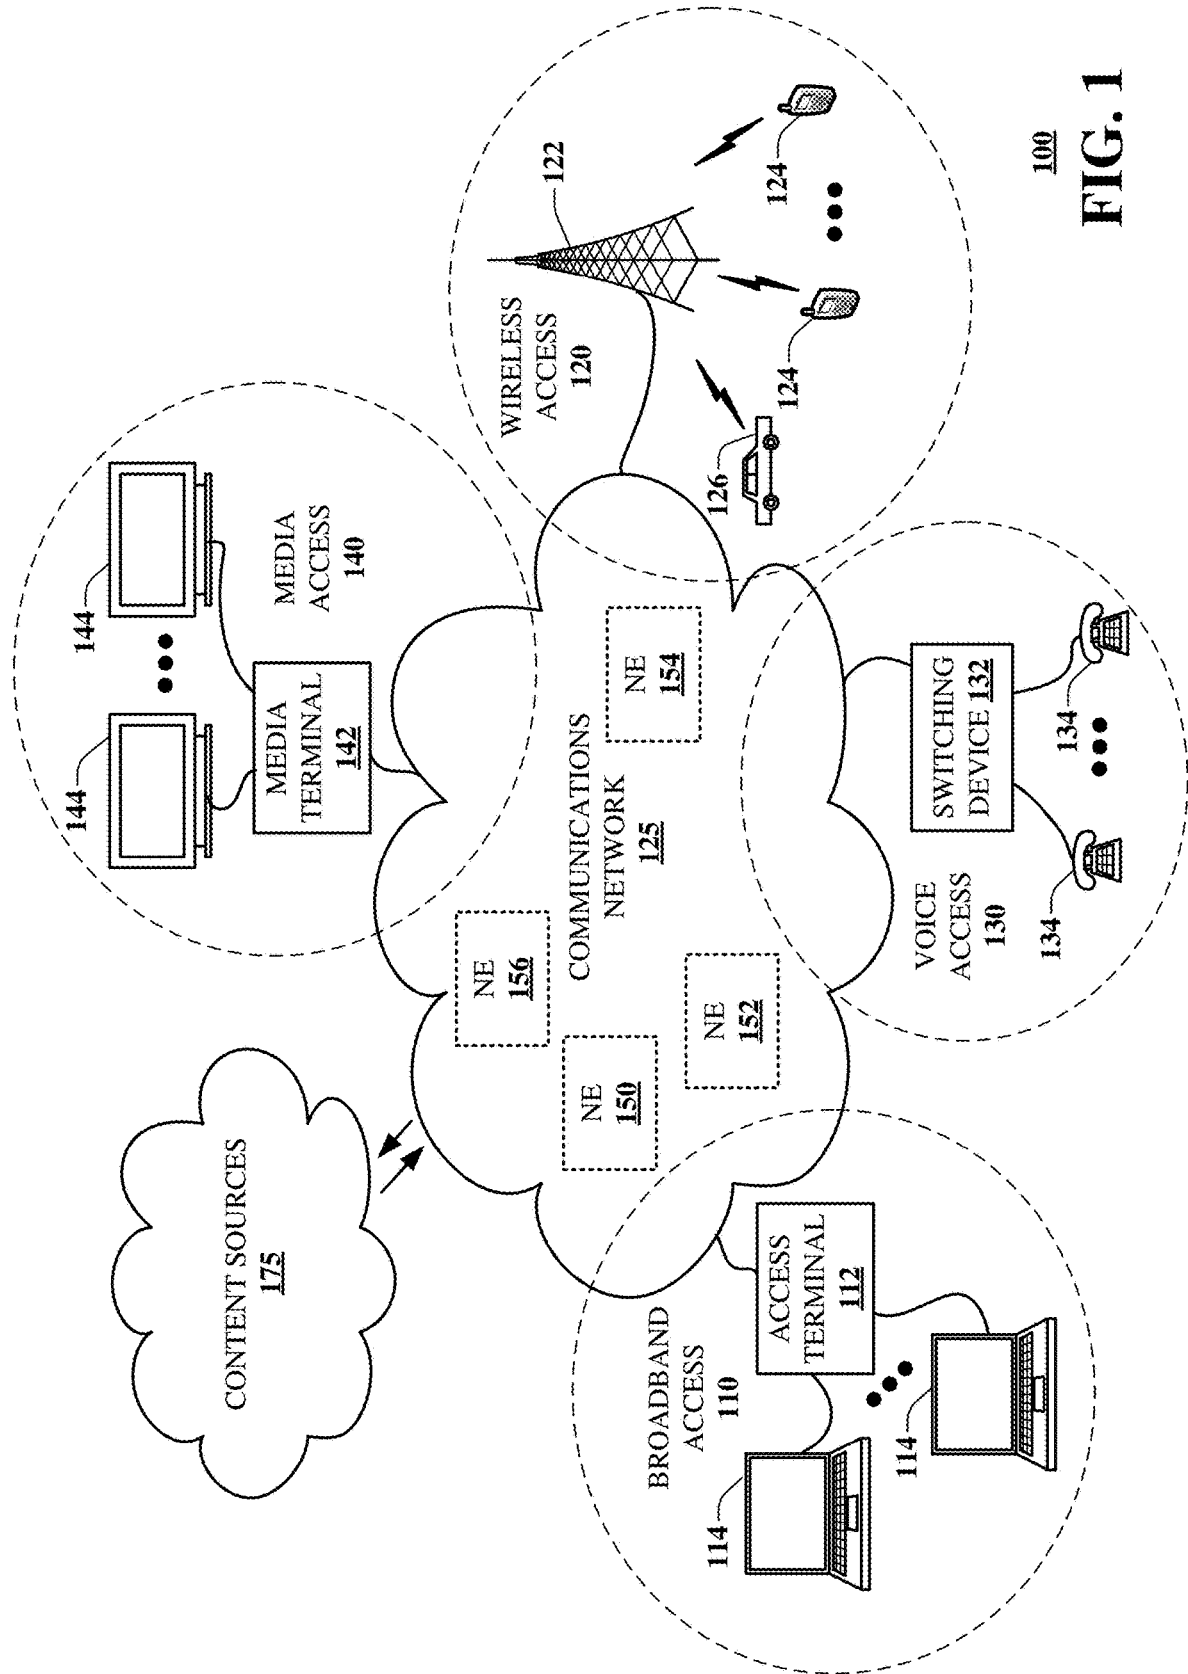 CONTENT SOURCES
175
144
144
MEDIA
TERMINAL
142
MEDIA
ACCESS
140
BROADBAND
ACCESS
110
114
114
ACCESS
TERMINAL
112
NE
150
NE
156
NE
152
COMMUNICATIONS
NETWORK
125
NE
154
WIRELESS
ACCESS
120
122
124
124
126
VOICE
ACCESS
130
SWITCHING
DEVICE 132
134
134
100
FIG. 1